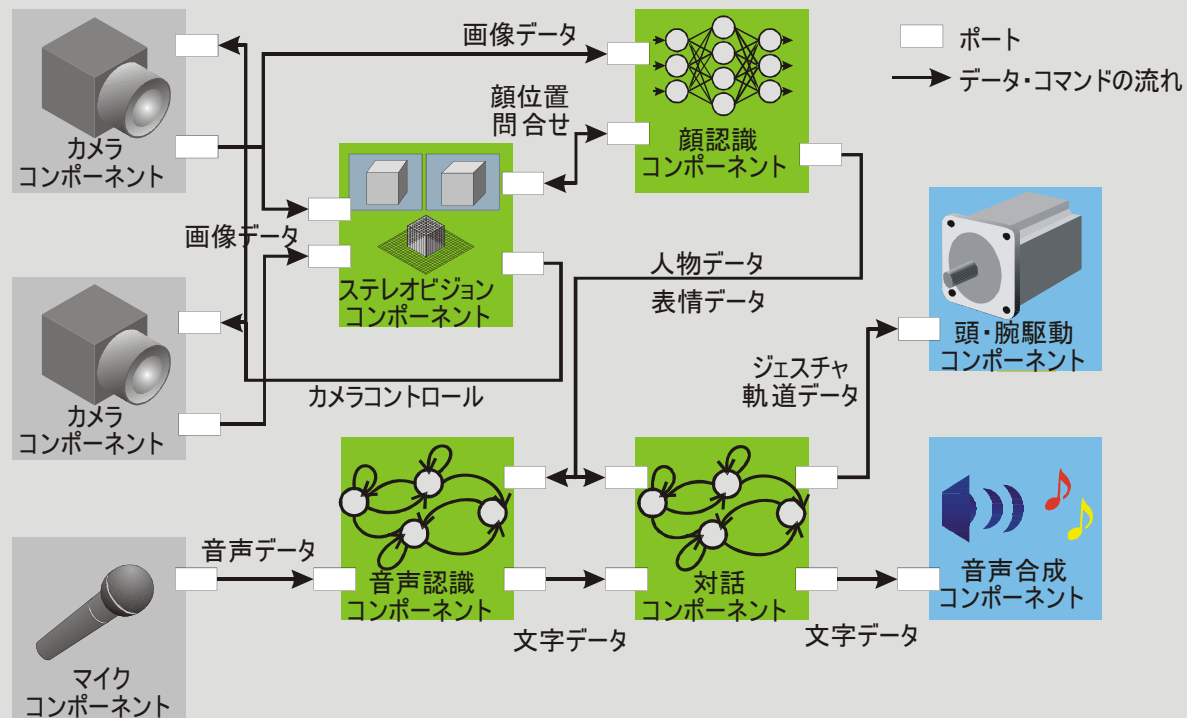 カメラ
コンポーネント
画像データ
顔位置
問合せ
顔認識
コンポーネント
ポート
データ・コマンドの流れ
画像データ
ステレオビジョン
コンポーネント
人物データ
表情データ
頭・腕駆動
コンポーネント
カメラ
コンポーネント
カメラコントロール
ジェスチャ
軌道データ
音声データ
音声認識
コンポーネント
文字データ
対話
コンポーネント
文字データ
音声合成
コンポーネント
マイク
コンポーネント